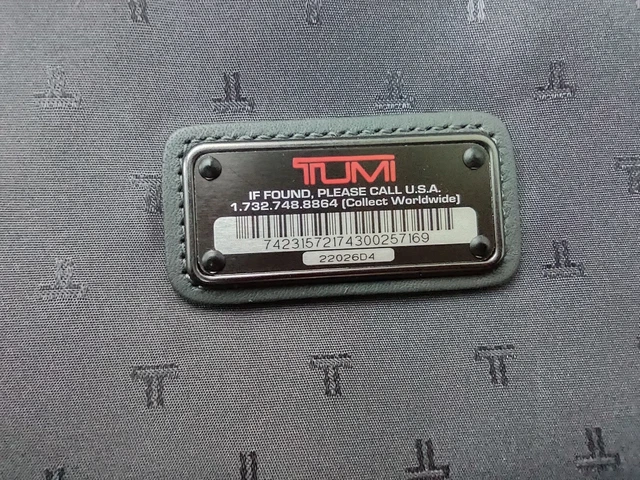 TUMI
IF FOUND, PLEASE CALL U.S.A.
1.732.748.8864 (Collect Worldwide)
74231572174300257169
22026D4